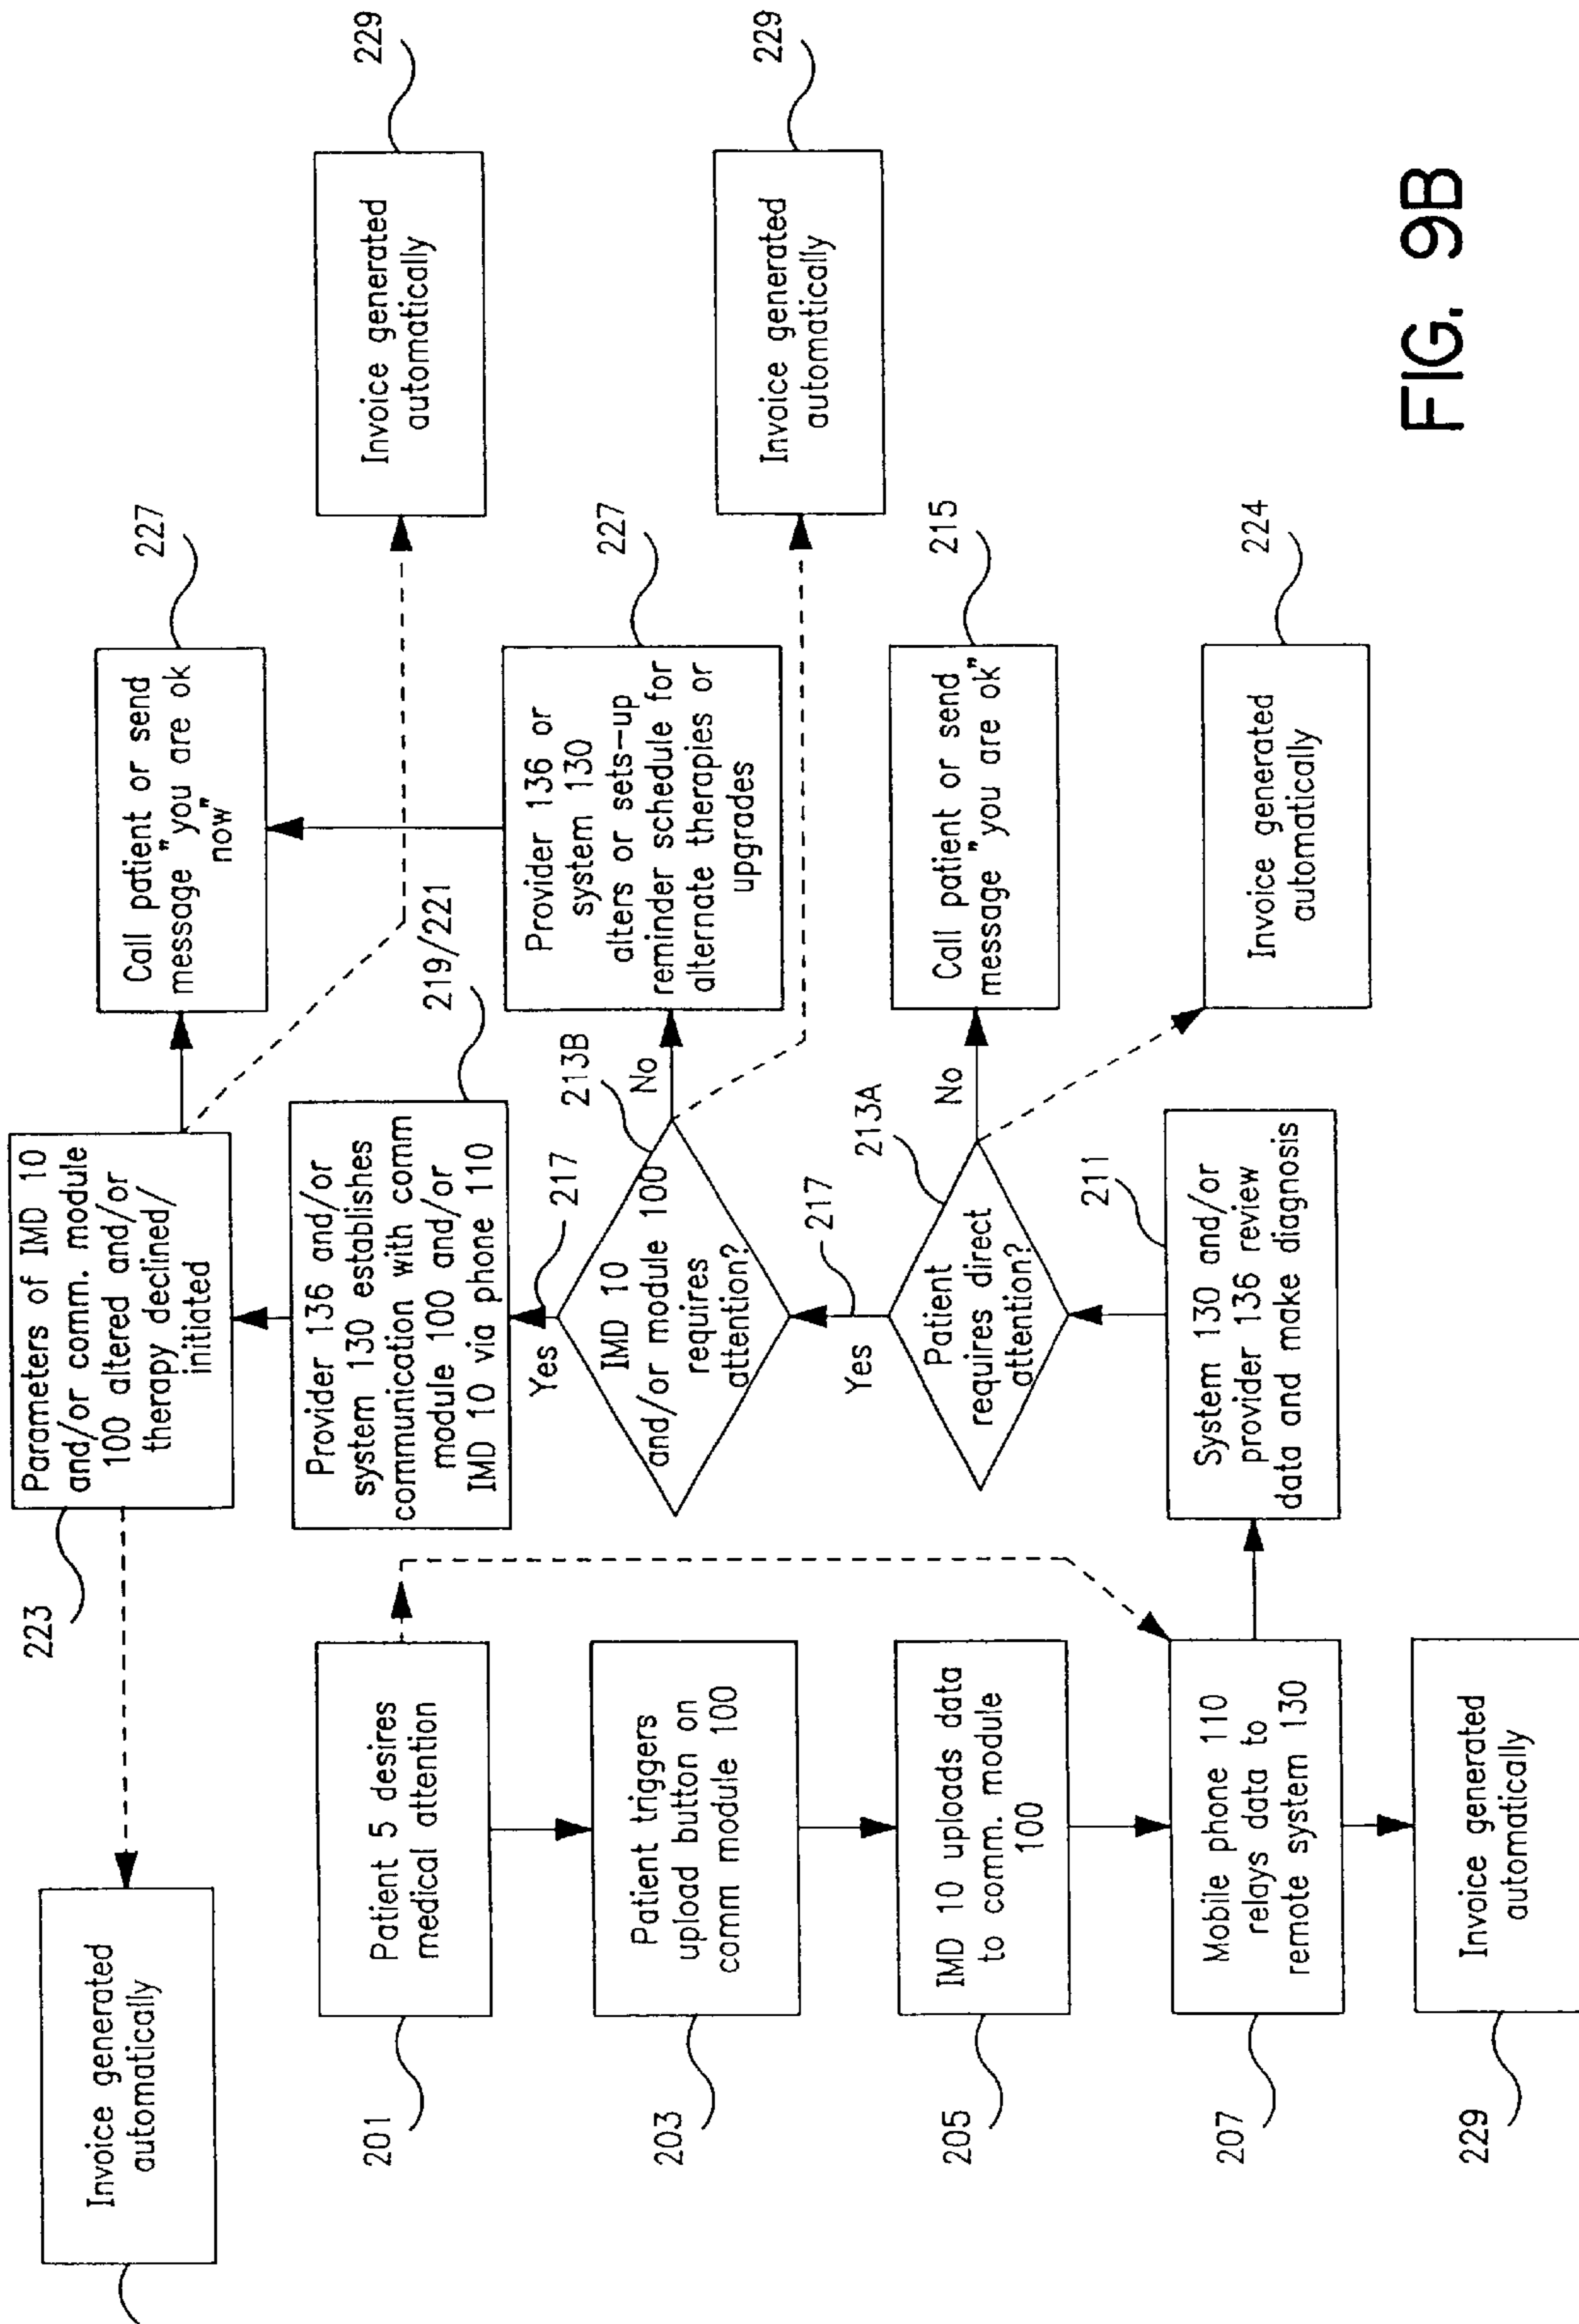 Invoice generated
automatically
223
Parameters of IMD 10
and/or comm. module
100 altered and/or
therapy declined/
initiated
Call patient or send
message "you are ok
now"
227
201
Patient 5 desires
medical attention
Provider 136 and/or
system 130 establishes
communication with comm
module 100 and/or
IMD 10 via phone 110
219/221
Invoice generated
automatically
229
203
Patient triggers
upload button on
comm module 100
Yes
217
IMD 10
and/or module 100
requires
attention?
213B
No
Provider 136 or
system 130
alters or sets-up
reminder schedule for
alternate therapies or
upgrades
227
Invoice generated
automatically
229
205
IMD 10 uploads data
to comm. module
100
Yes
217
Patient
requires direct
attention?
213A
No
Call patient or send
message "you are ok"
215
207
Mobile phone 110
relays data to
remote system 130
System 130 and/or
provider 136 review
data and make diagnosis
211
Invoice generated
automatically
224
229
Invoice generated
automatically
FIG. 9B